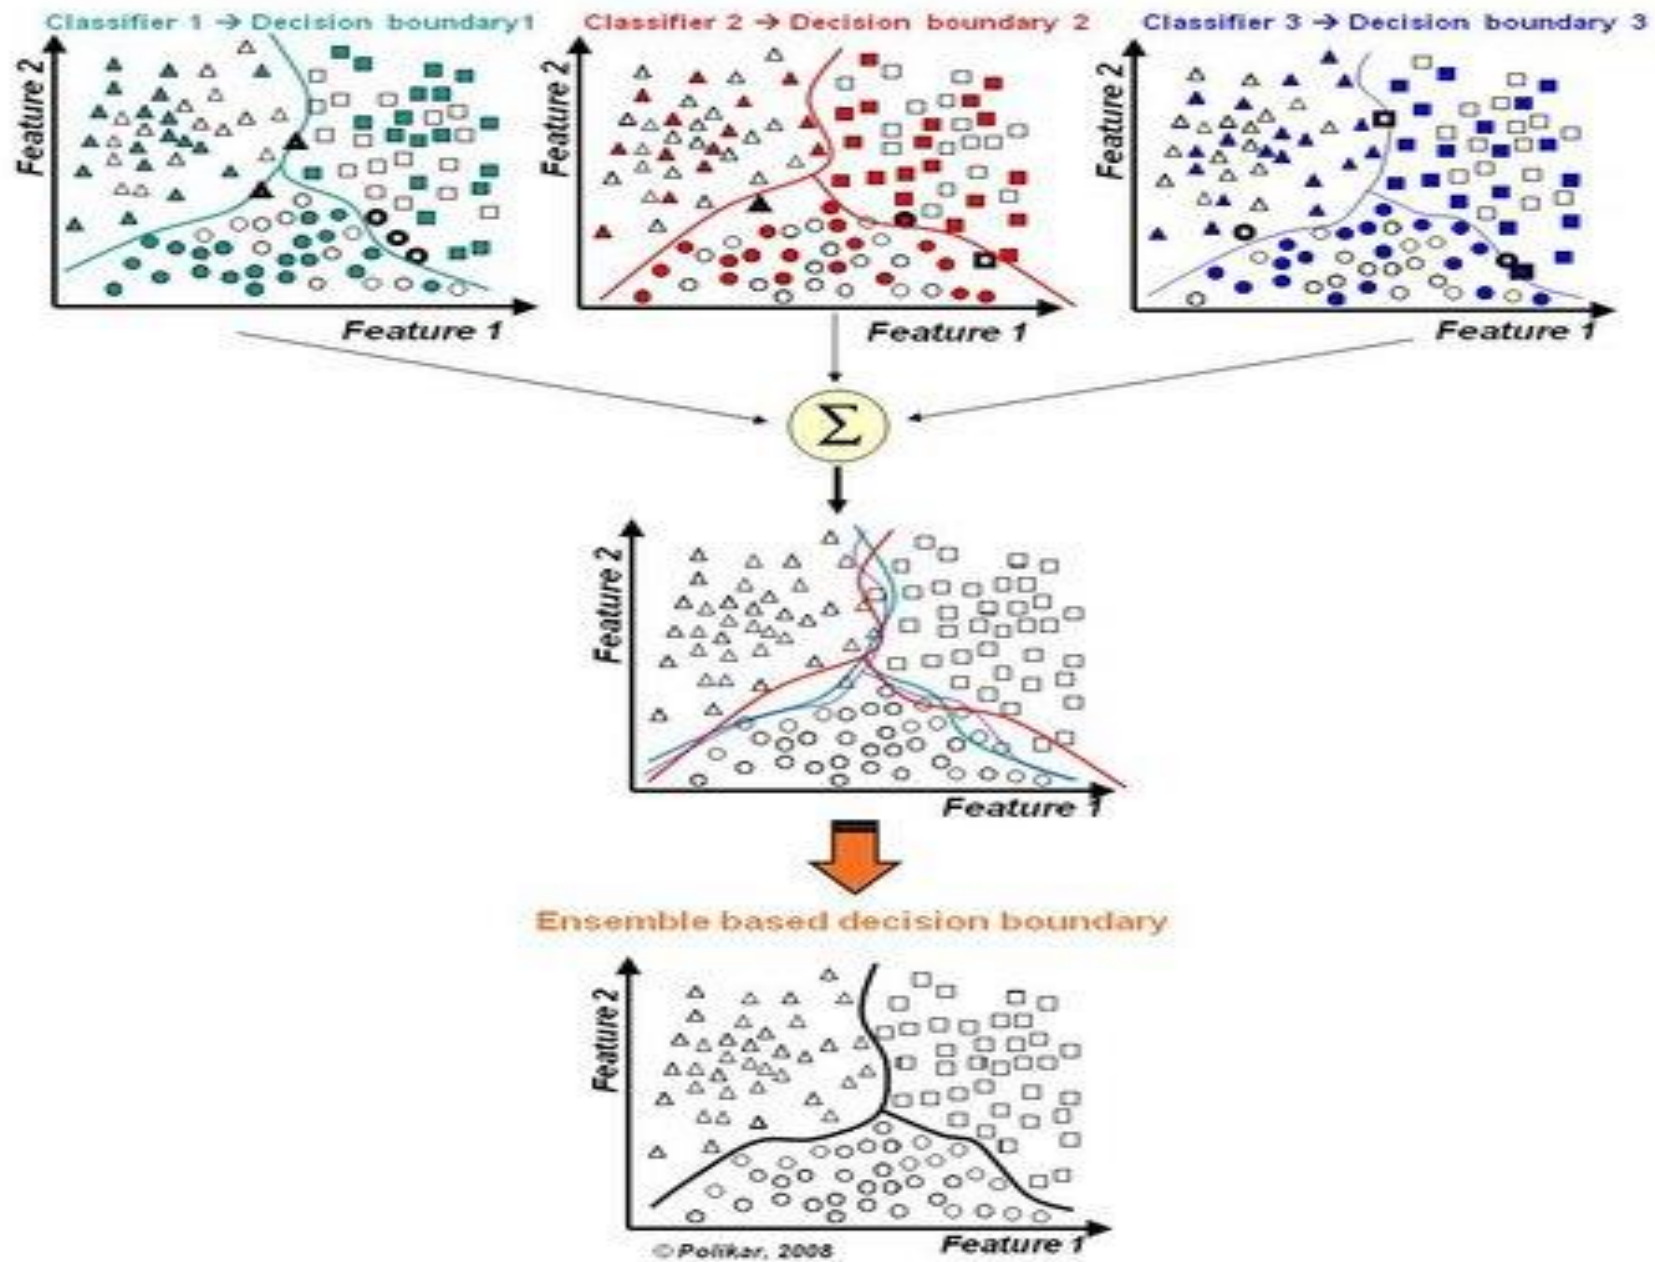 Classifier 1 → Decision boundary 1
Classifier 2 → Decision boundary 2
Classifier 3 → Decision boundary 3
Feature 2
Feature 2
Feature 2
Feature 1
Feature 1
Feature 1
Σ
Feature 2
Feature 1
Ensemble based decision boundary
Feature 2
Feature 1
© Polikar, 2008